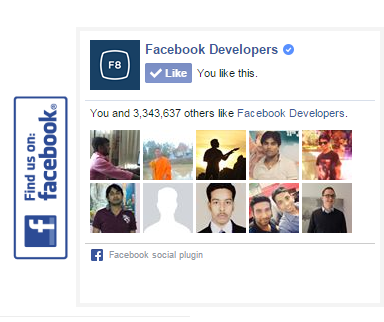 Find us on:
facebook®
f
F8
Facebook Developers
Like You like this.
You and 3,343,637 others like Facebook Developers.
f Facebook social plugin